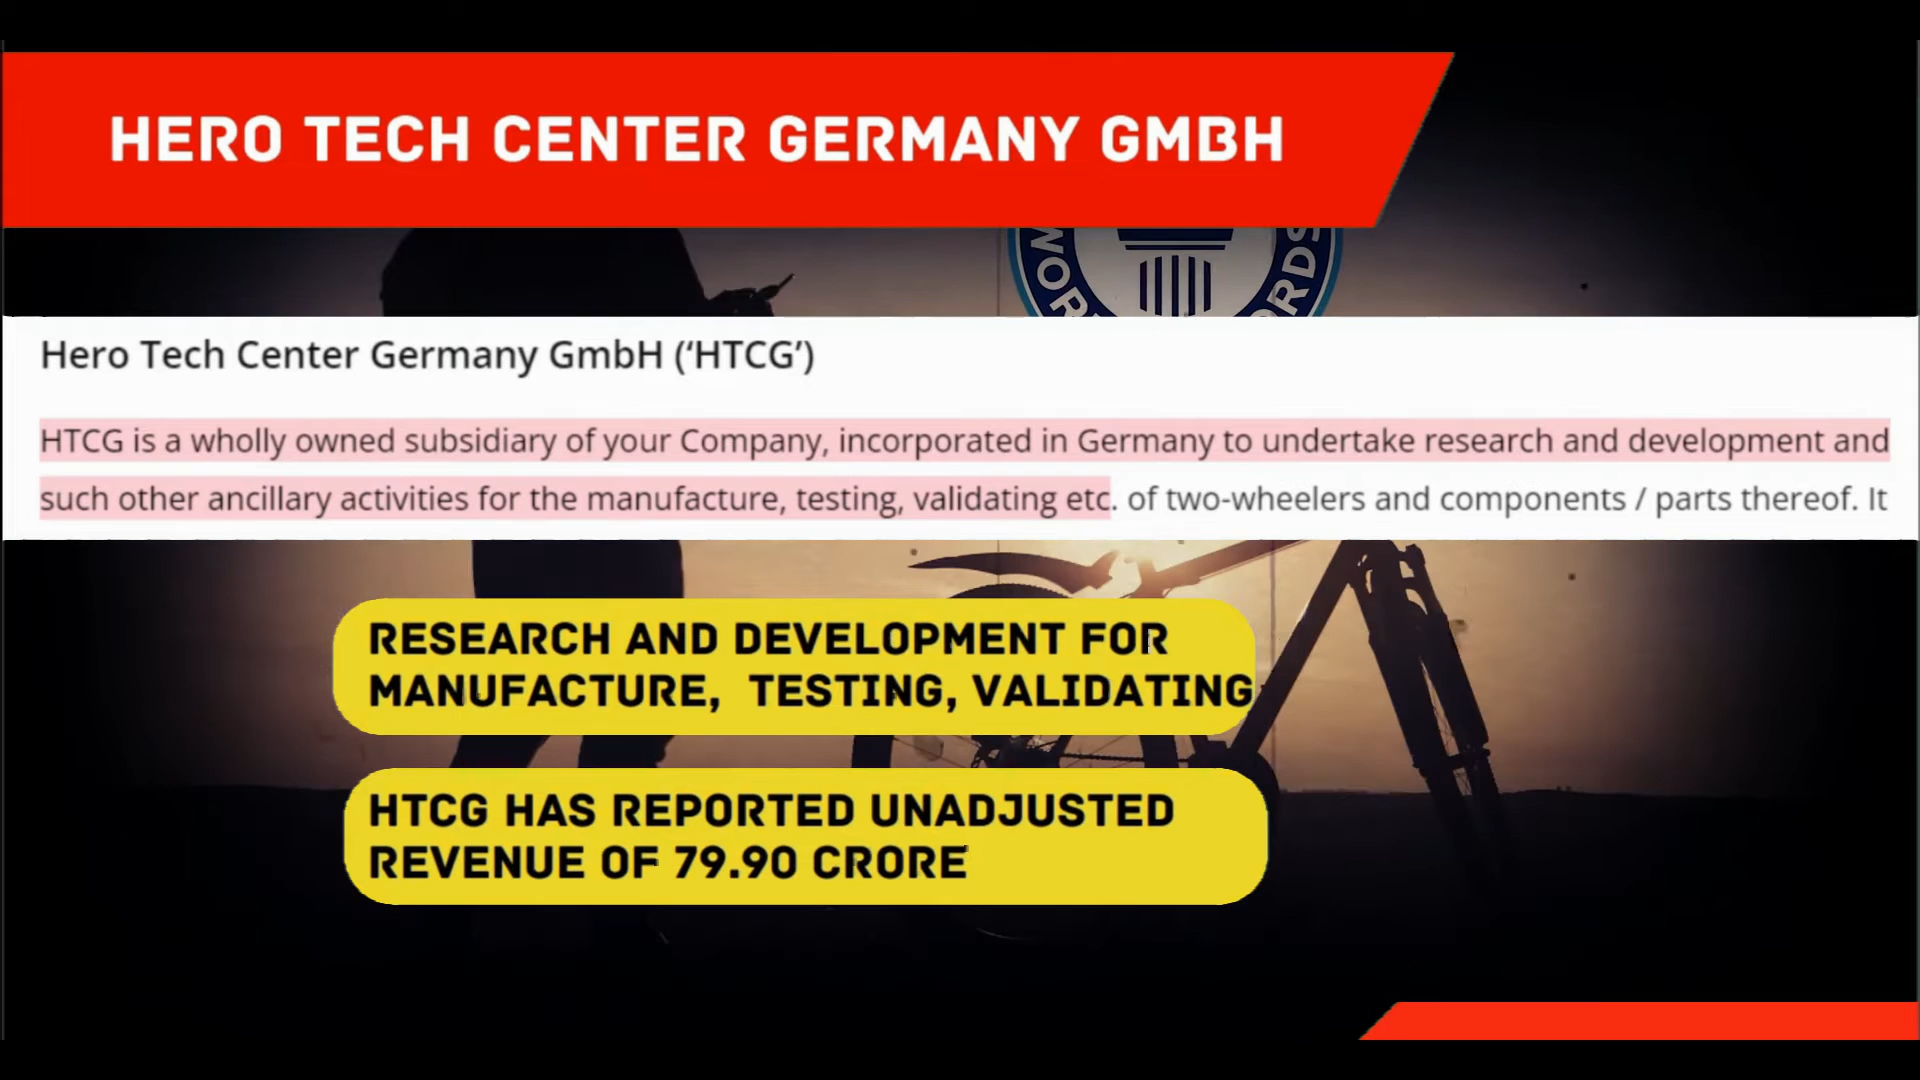 HERO TECH CENTER GERMANY GMBH
WOR RDS
Hero Tech Center Germany GmbH (‘HTCG’)
HTCG is a wholly owned subsidiary of your Company, incorporated in Germany to undertake research and development and
such other ancillary activities for the manufacture, testing, validating etc. of two-wheelers and components / parts thereof. It
RESEARCH AND DEVELOPMENT FOR
MANUFACTURE, TESTING, VALIDATING
HTCG HAS REPORTED UNADJUSTED
REVENUE OF 79.90 CRORE